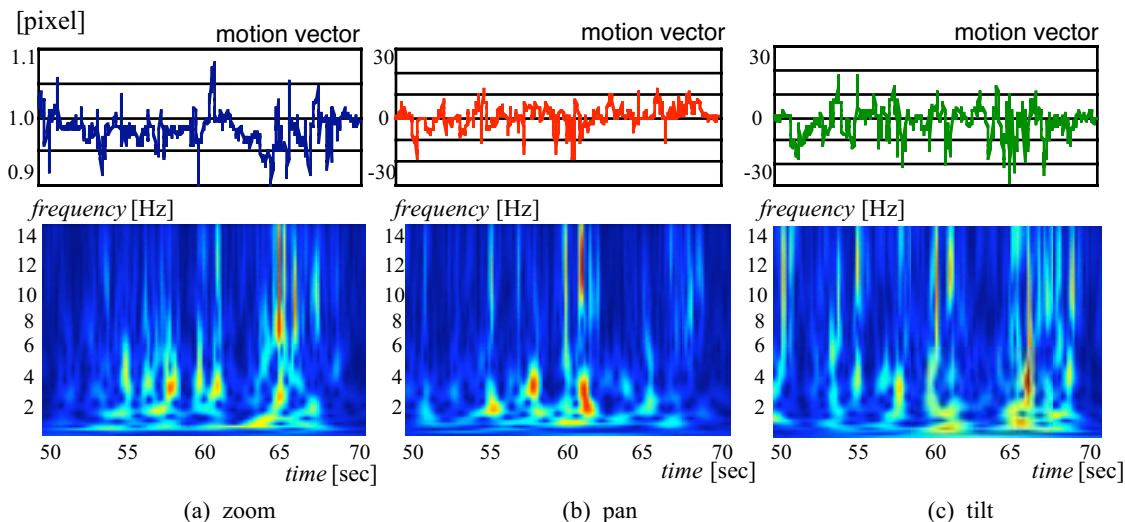 [pixel]
motion vector
1.1
1.0
0.9
motion vector
30
0
-30
motion vector
30
0
-30
frequency [Hz]
14
12
10
8
6
4
2
50 55 60 65 70
time [sec]
frequency [Hz]
14
12
10
8
6
4
2
50 55 60 65 70
time [sec]
frequency [Hz]
14
12
10
8
6
4
2
50 55 60 65 70
time [sec]
(a) zoom
(b) pan
(c) tilt